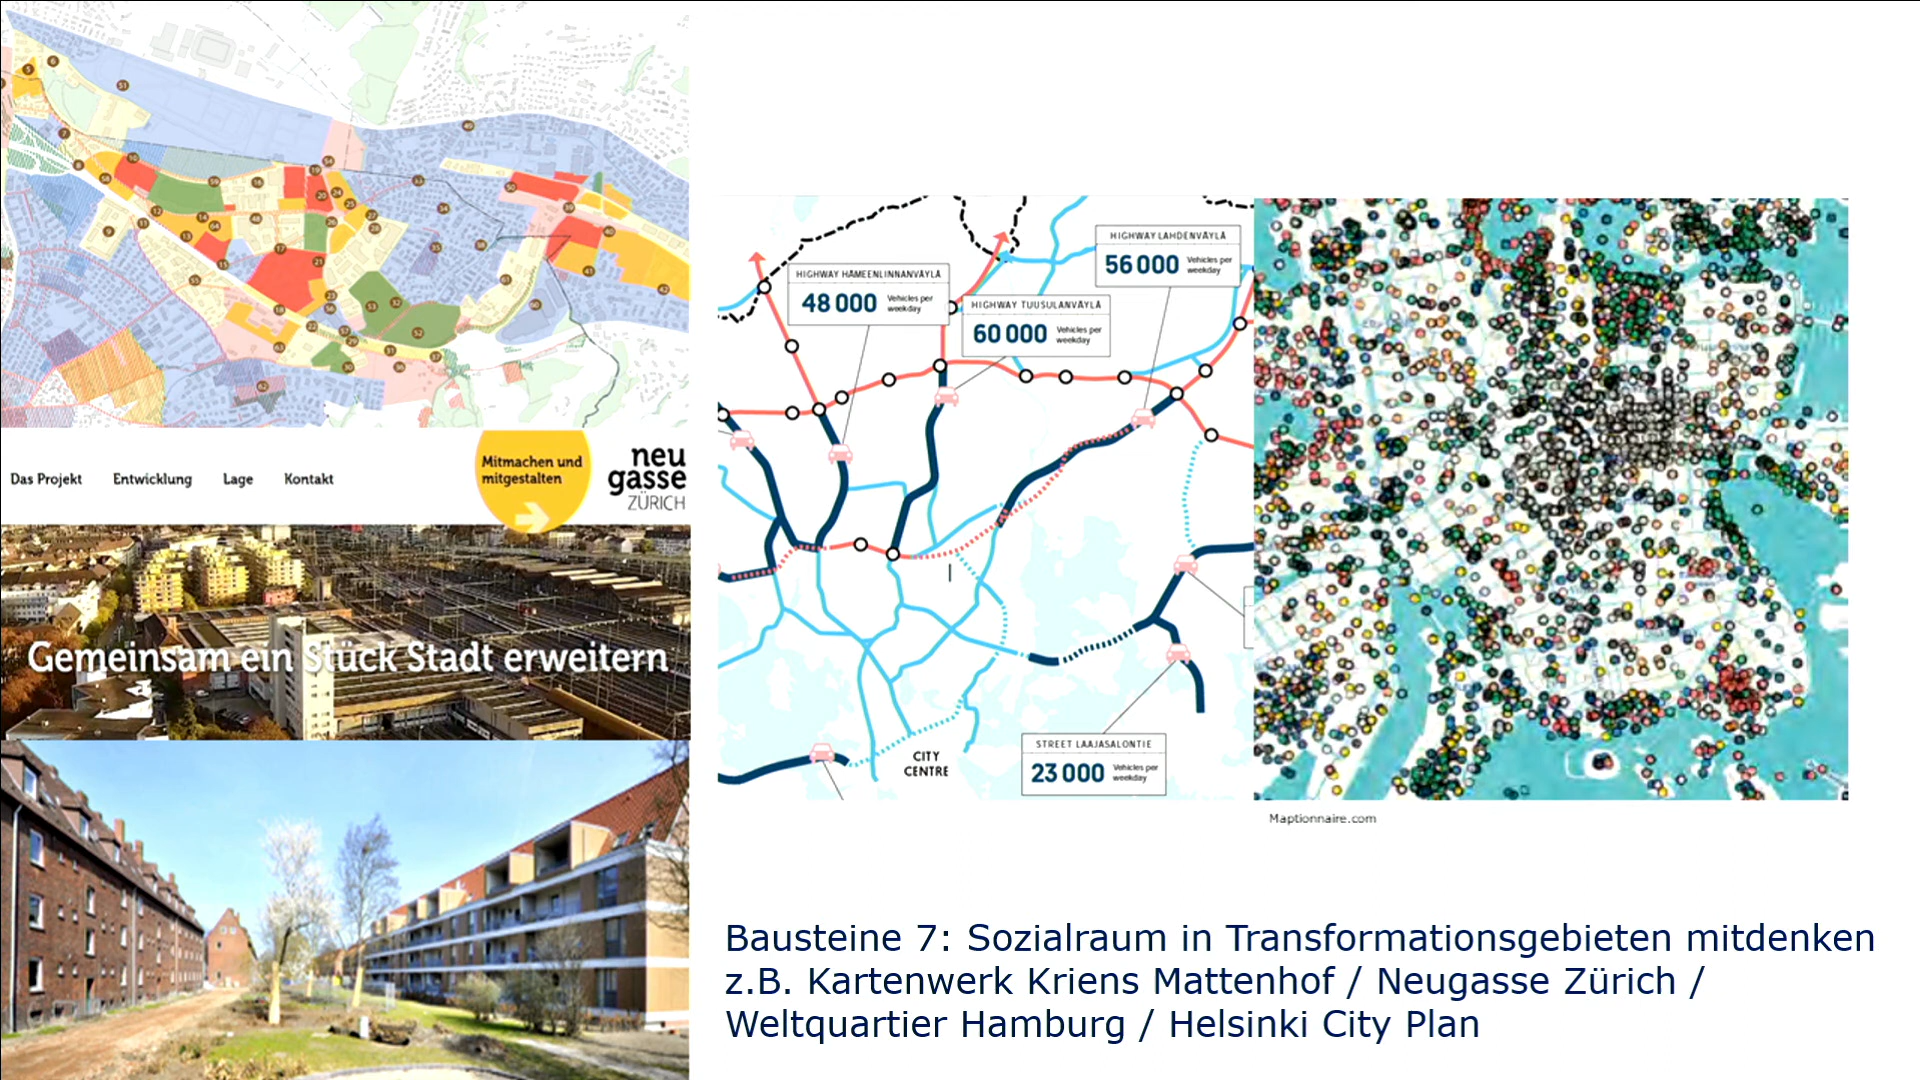 Das Projekt
Entwicklung
Lage
Kontakt
Mitmachen und
mitgestalten
neu
gasse
ZÜRICH
Gemeinsam ein Stück Stadt erweitern
HIGHWAY HÄMEENLINNANVÄYLÄ
48 000 Vehicles per
weekday
HIGHWAY TUUSULANVÄYLÄ
60 000 Vehicles per
weekday
HIGHWAY LAHDENVÄYLÄ
56 000 Vehicles per
weekday
CITY
CENTRE
STREET LAAJASALONTIE
23 000 Vehicles per
weekday
Maptionnaire.com
Bausteine 7: Sozialraum in Transformationsgebieten mitdenken
z.B. Kartenwerk Kriens Mattenhof / Neugasse Zürich /
Weltquartier Hamburg / Helsinki City Plan